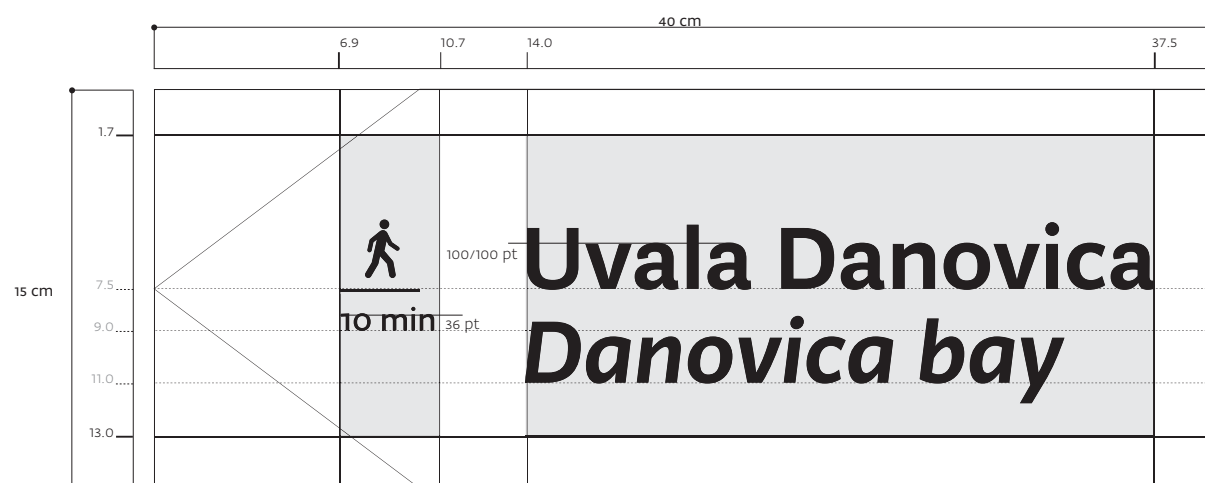 40 cm
6.9 10.7 14.0 37.5
1.7
100/100 pt Uvala Danovica
15 cm 7.5
9.0 10 min 36 pt
Danovica bay
11.0
13.0